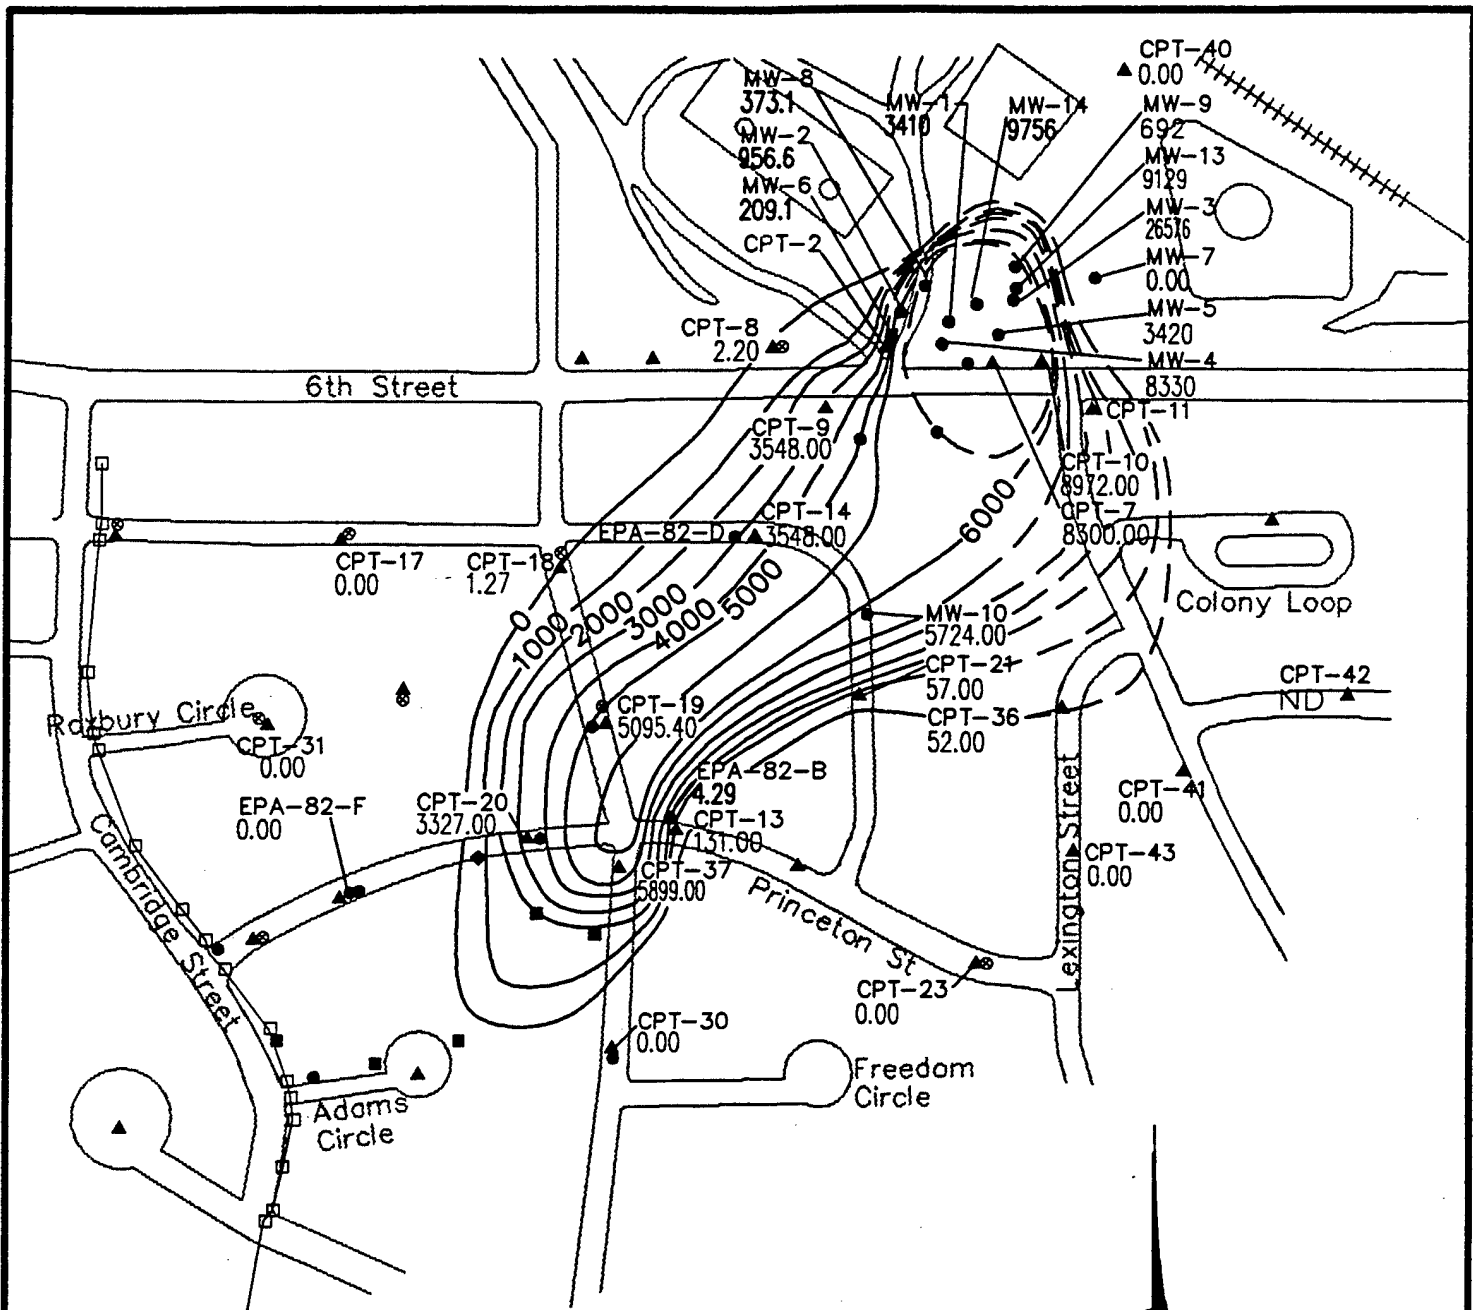 CPT-40
0.00
MW-8
373.1
MW-1
3410
MW-14
9756
MW-9
692
MW-2
956.6
MW-13
9129
MW-6
209.1
MW-3
26576
CPT-2
MW-7
0.00
MW-5
3420
CPT-8
2.20
MW-4
8330
6th Street
CPT-11
CPT-9
3548.00
CPT-10
8972.00
CPT-7
8300.00
6000
EPA-82-D
CPT-14
3548.00
CPT-17
0.00
CPT-18
1.27
0
1000
2000
3000
4000
5000
Colony Loop
MW-10
5724.00
CPT-21
57.00
CPT-42
ND
CPT-36
52.00
CPT-19
5095.40
Roxbury Circle
CPT-31
0.00
EPA-82-B
4.29
CPT-41
0.00
CPT-20
3327.00
EPA-82-F
0.00
CPT-13
131.00
CPT-43
0.00
CPT-37
5899.00
Cambridge Street
Princeton St
Lexington Street
CPT-23
0.00
CPT-30
0.00
Freedom
Circle
Adams
Circle